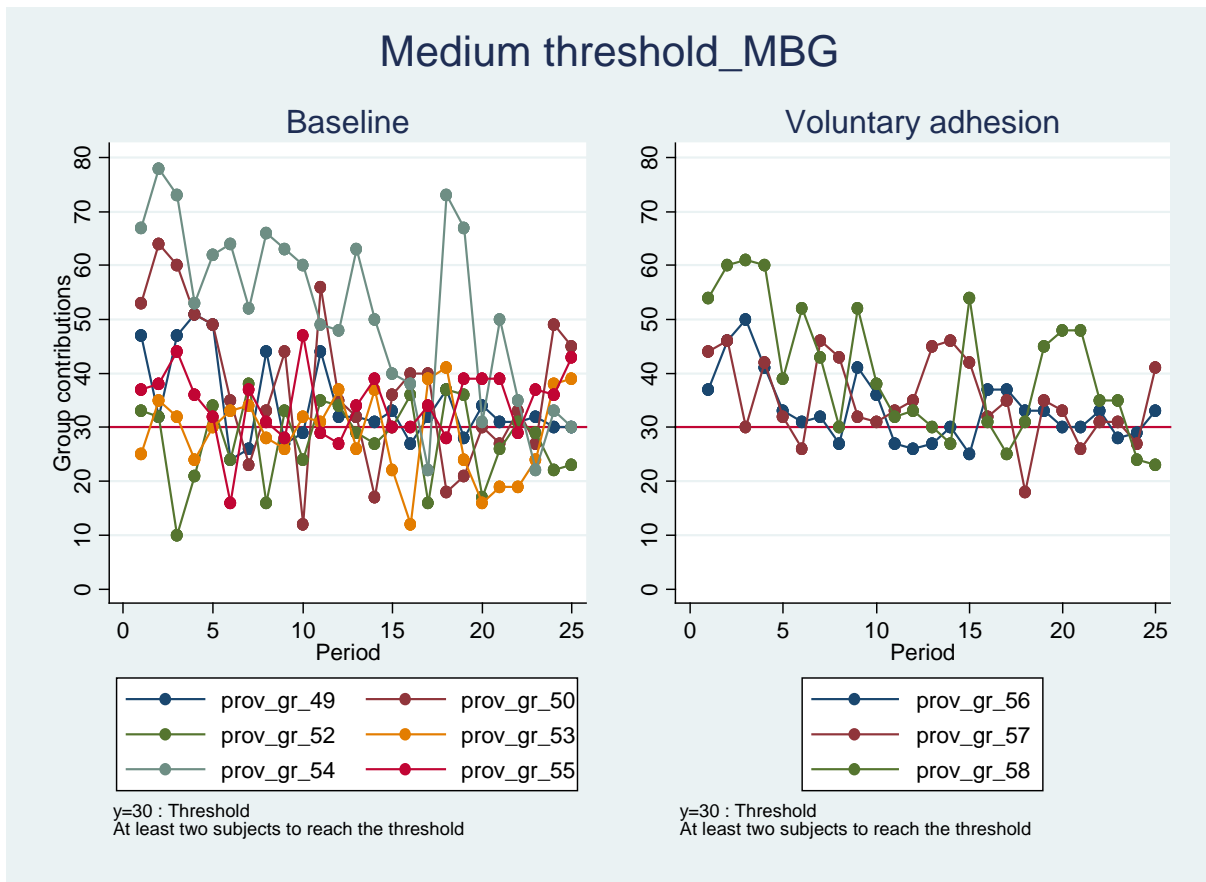 Medium threshold_MBG
Baseline
Group contributions
80
70
60
50
40
30
20
10
0
0 5 10 15 20 25
Period
prov_gr_49 prov_gr_50
prov_gr_52 prov_gr_53
prov_gr_54 prov_gr_55
y=30 : Threshold
At least two subjects to reach the threshold
Voluntary adhesion
80
70
60
50
40
30
20
10
0
0 5 10 15 20 25
Period
prov_gr_56
prov_gr_57
prov_gr_58
y=30 : Threshold
At least two subjects to reach the threshold